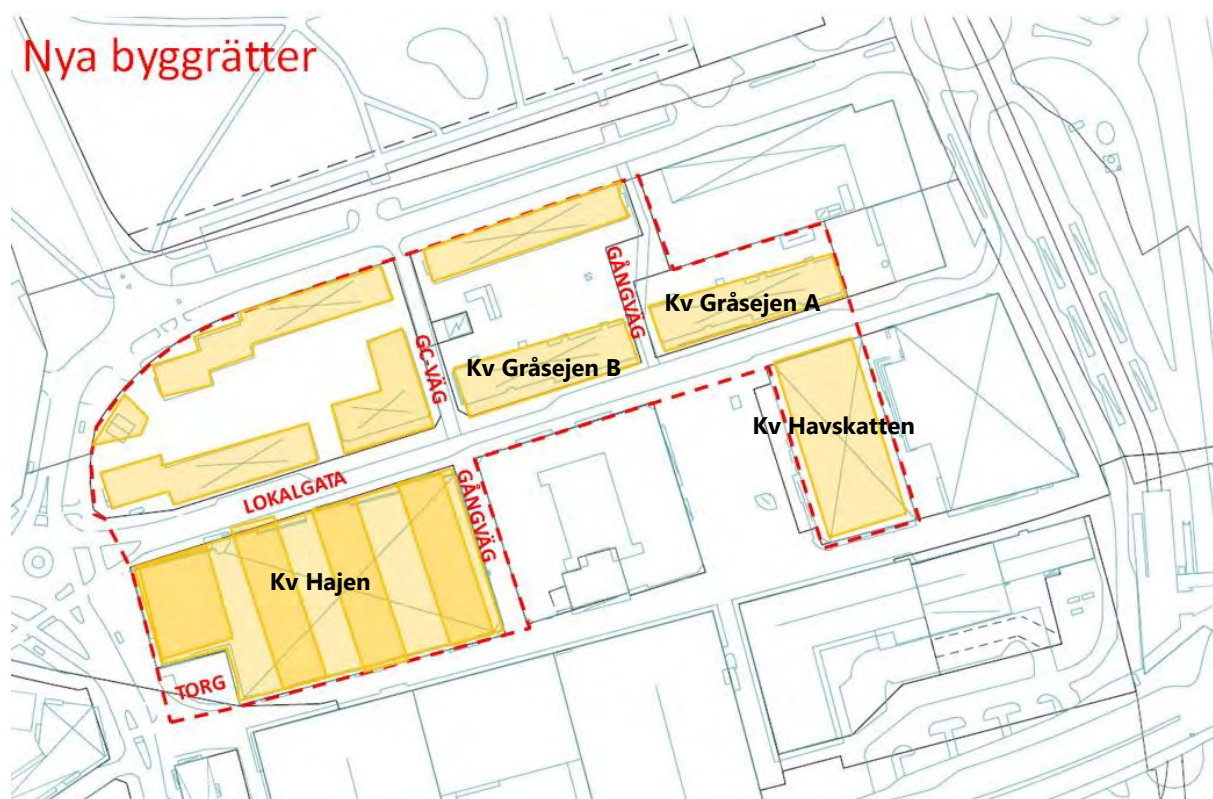 Nya byggrätter
GÅNGVÄG
Kv Gråsejen A
GC-VÄG
Kv Gråsejen B
Kv Havskatten
LOKALGATA
GÅNGVÄG
Kv Hajen
TORG